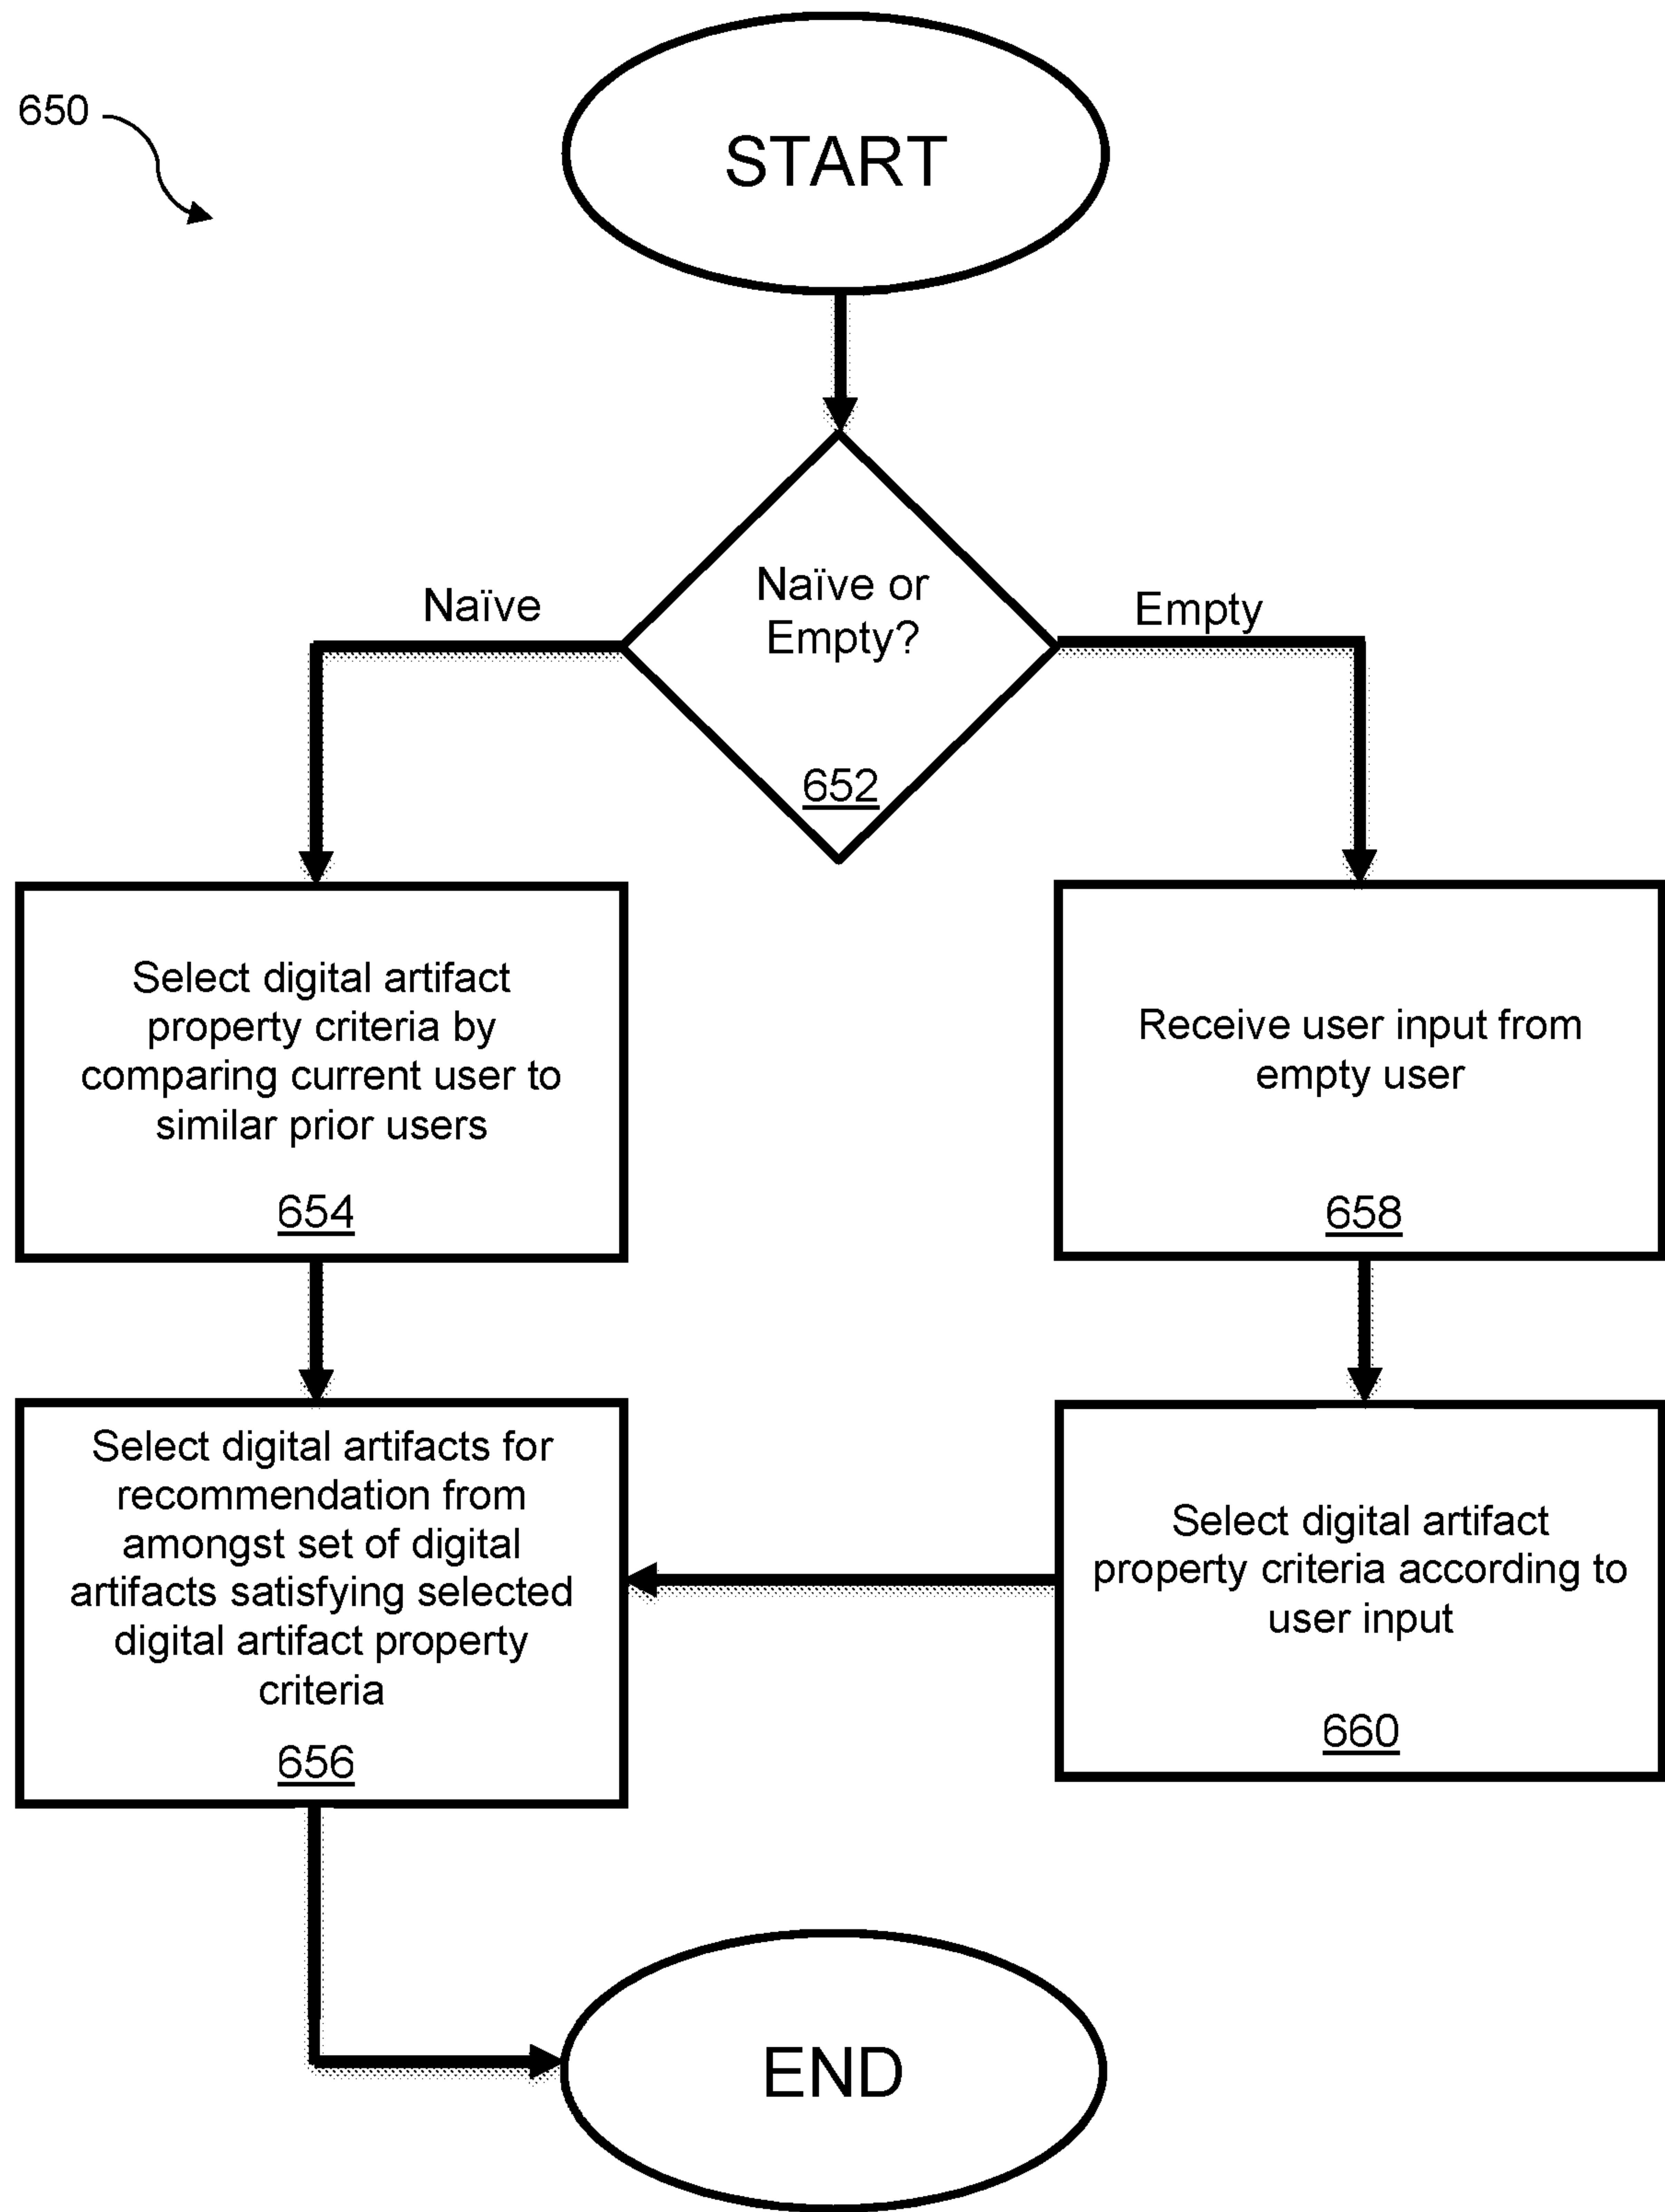 650
START
Naïve or
Empty?
652
Naïve
Empty
Select digital artifact
property criteria by
comparing current user to
similar prior users
654
Receive user input from
empty user
658
Select digital artifacts for
recommendation from
amongst set of digital
artifacts satisfying selected
digital artifact property
criteria
656
Select digital artifact
property criteria according to
user input
660
END